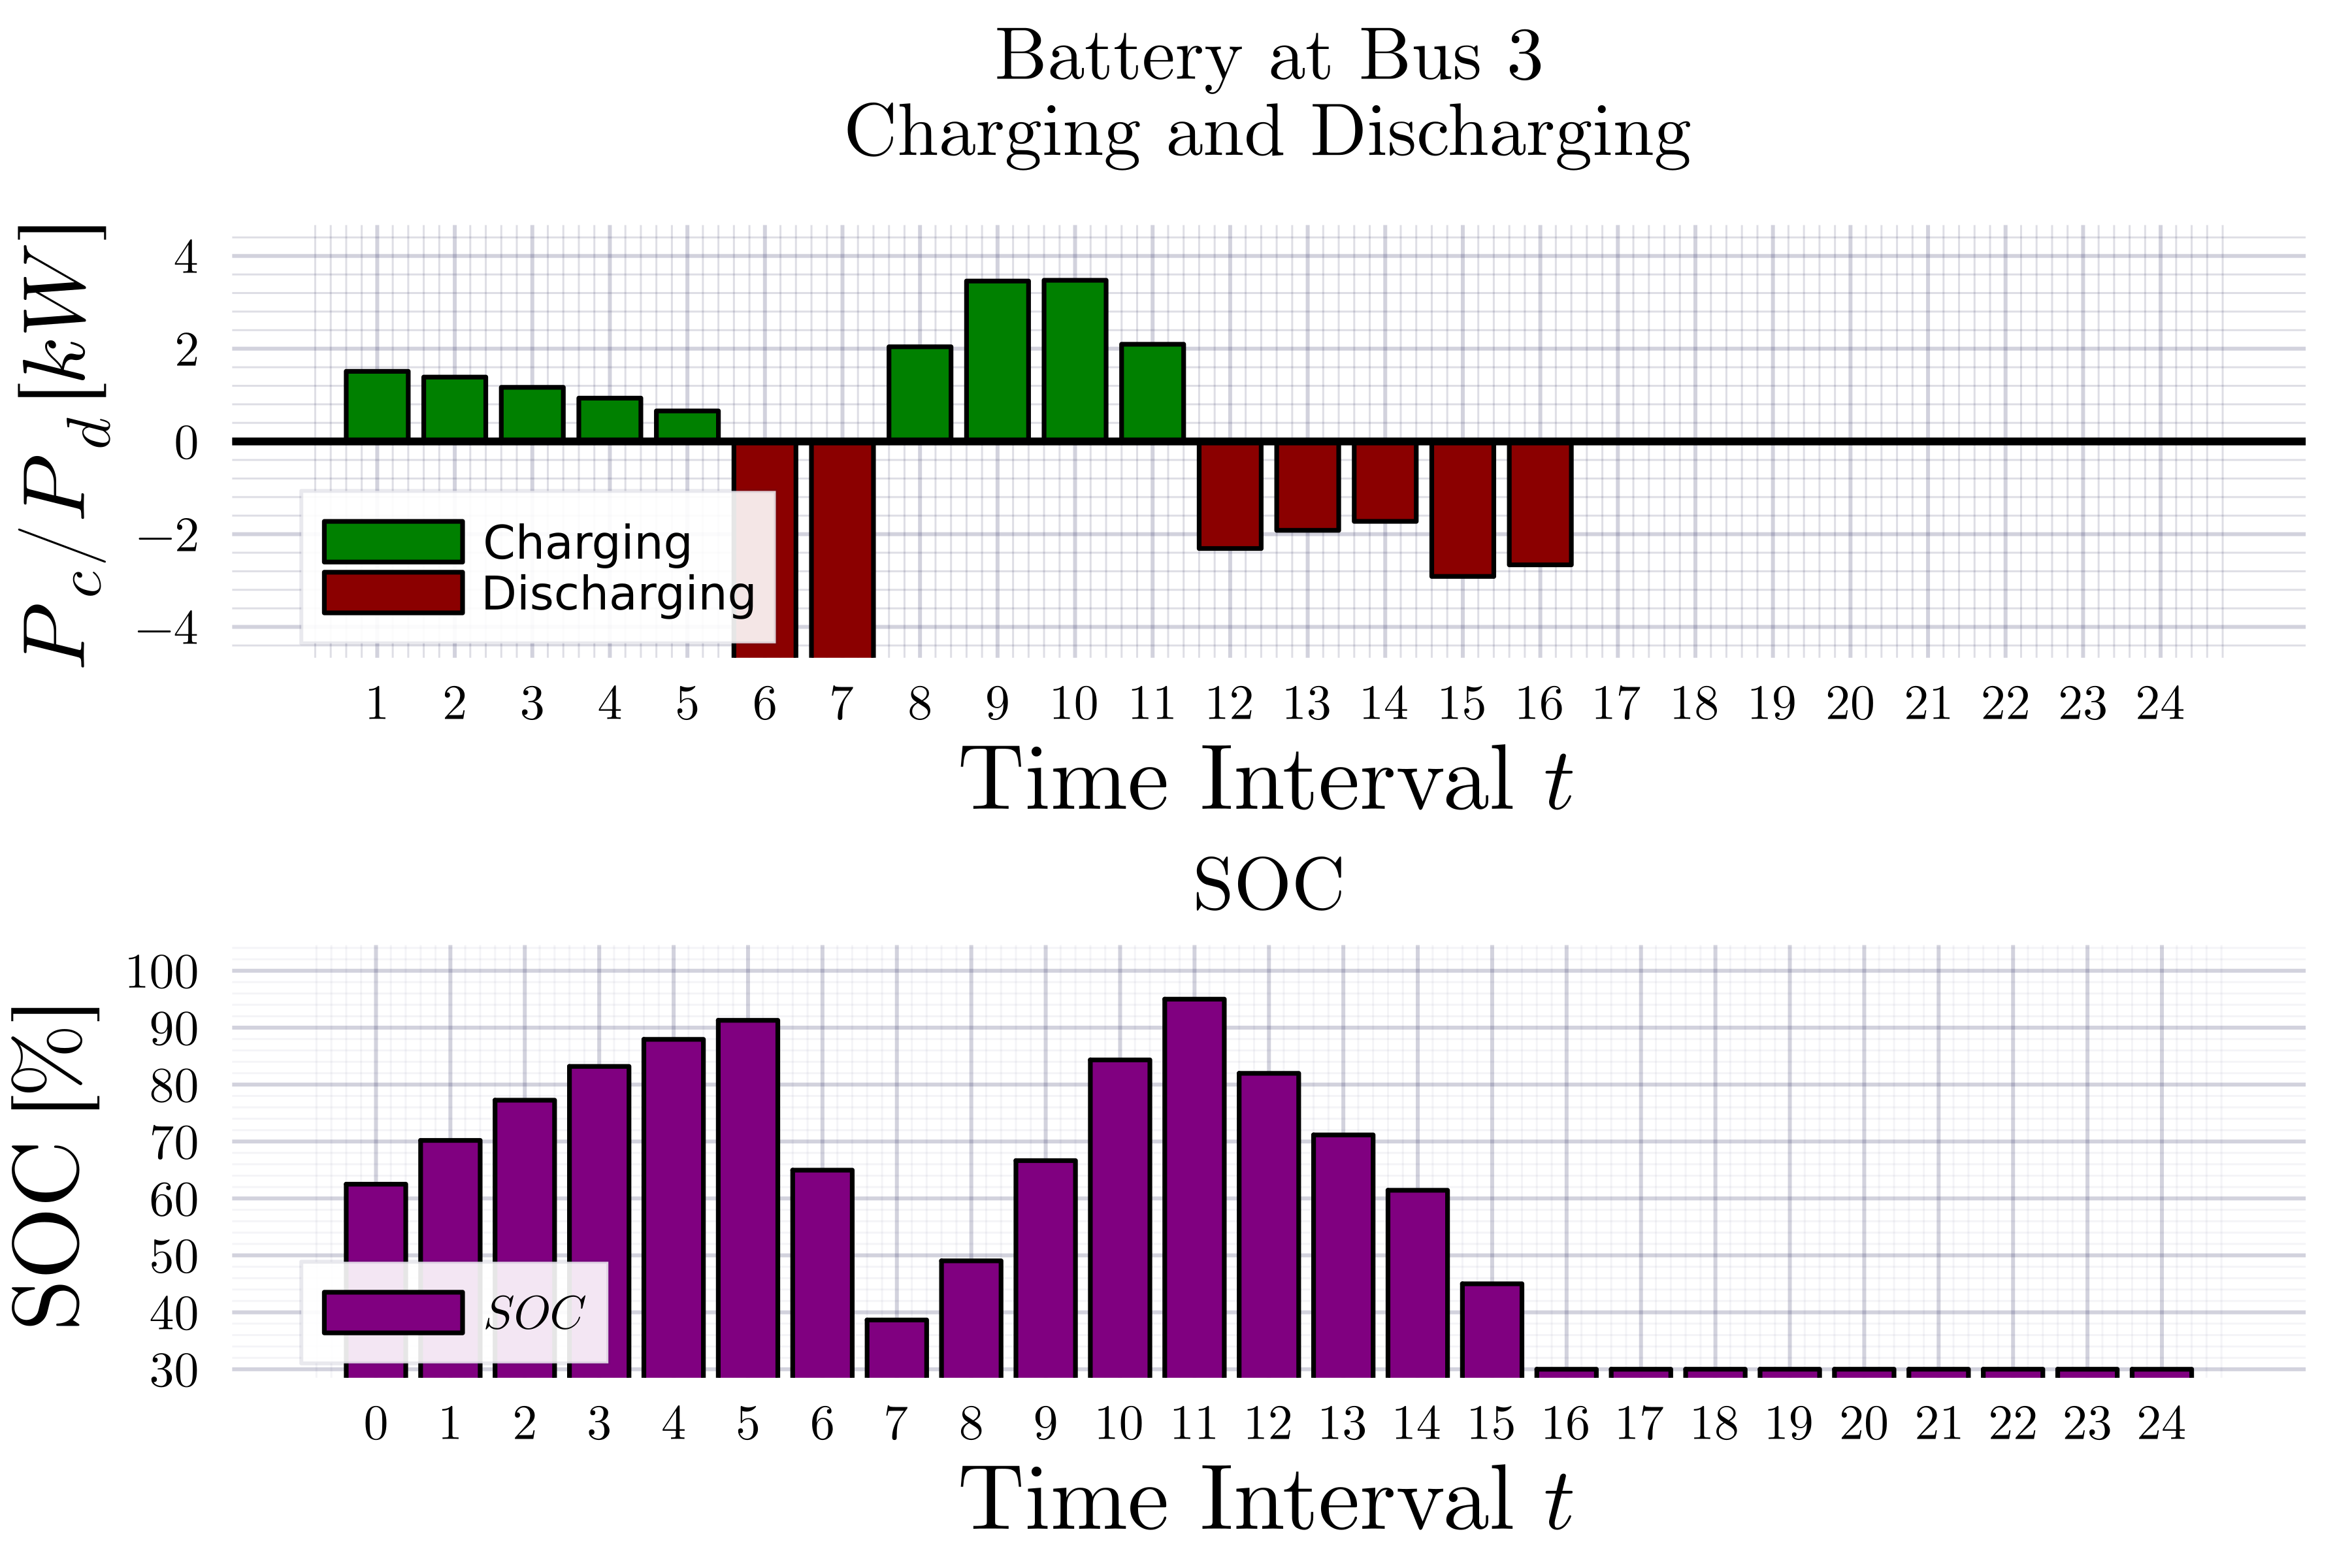 Battery at Bus 3
Charging and Discharging
P_c/P_d [kW]
4
2
0
−2
−4
Charging
Discharging
1 2 3 4 5 6 7 8 9 10 11 12 13 14 15 16 17 18 19 20 21 22 23 24
Time Interval t
SOC
SOC [%]
100
90
80
70
60
50
40
30
SOC
0 1 2 3 4 5 6 7 8 9 10 11 12 13 14 15 16 17 18 19 20 21 22 23 24
Time Interval t